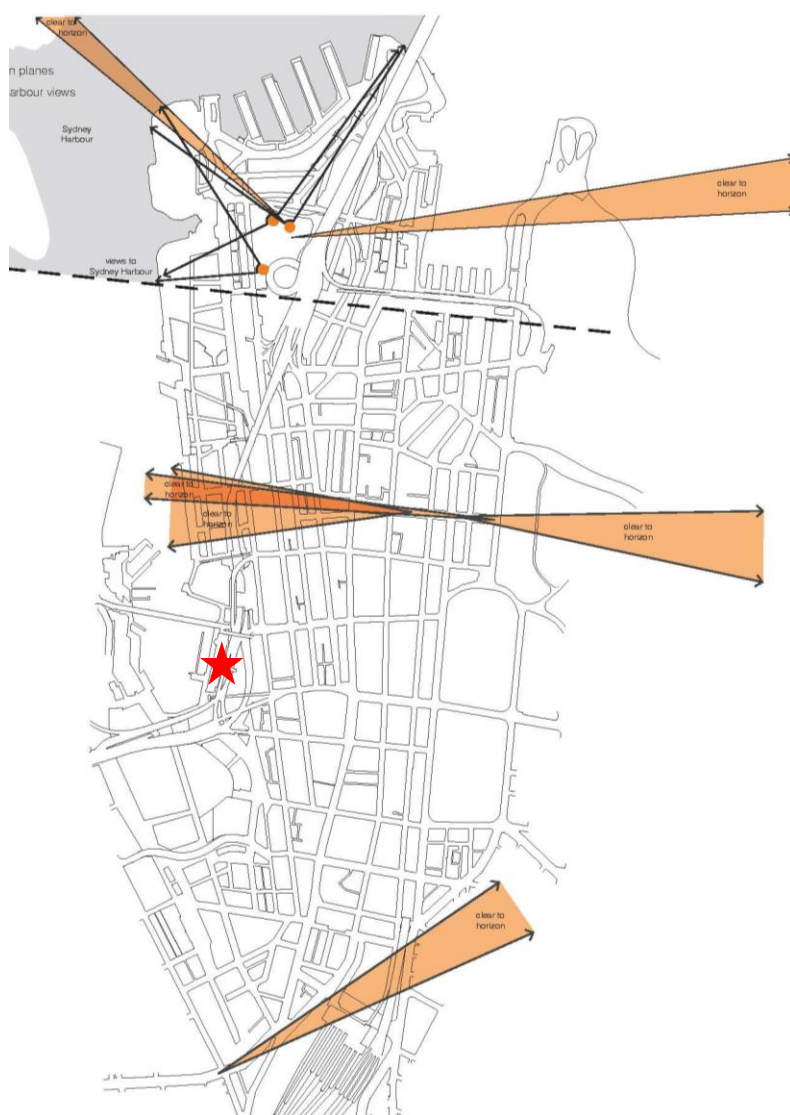 clear to
horizon
n planes
arbour views
Sydney
Harbour
clear to
horizon
views to
Sydney Harbour
clear to
horizon
clear to
horizon
clear to
horizon
clear to
horizon